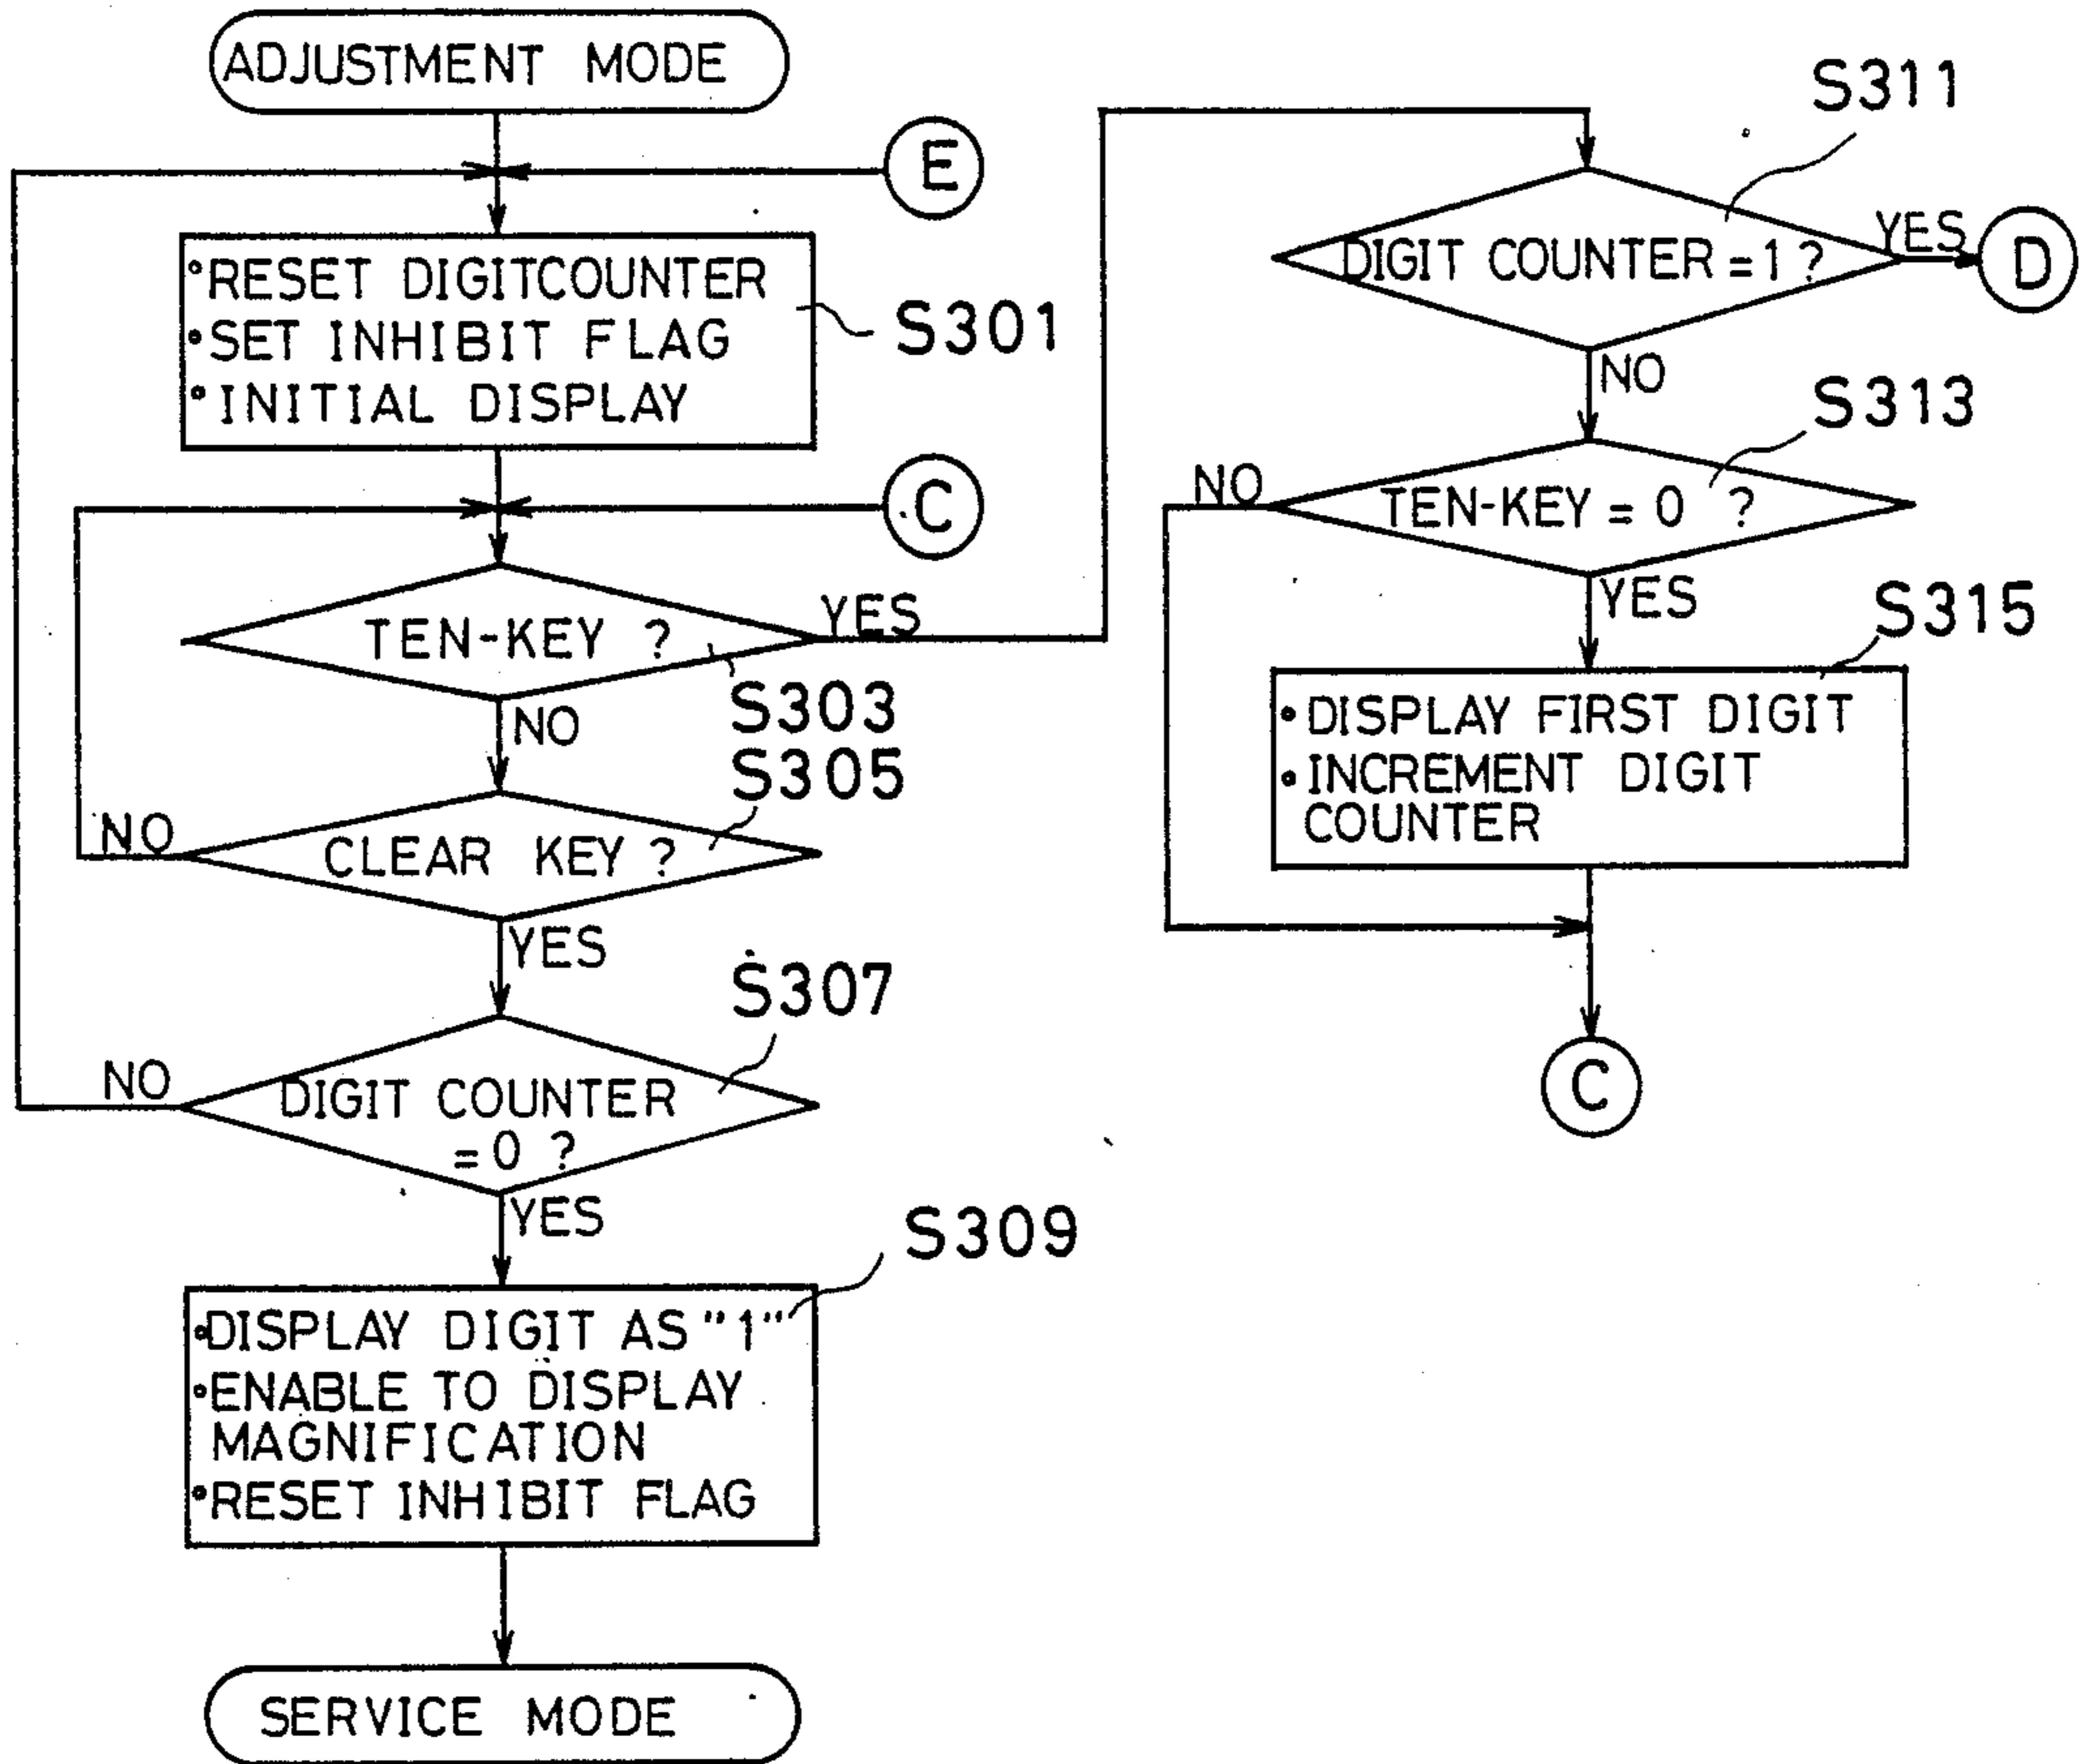 ADJUSTMENT MODE
E
•RESET DIGITCOUNTER
•SET INHIBIT FLAG
•INITIAL DISPLAY
S301
C
TEN-KEY ?
YES
S303
NO
S305
CLEAR KEY ?
NO
YES
S307
DIGIT COUNTER
=0 ?
NO
YES
S309
•DISPLAY DIGIT AS "1"
•ENABLE TO DISPLAY
MAGNIFICATION
•RESET INHIBIT FLAG
SERVICE MODE
S311
DIGIT COUNTER =1 ?
YES
D
NO
S313
TEN-KEY = 0 ?
NO
YES
S315
•DISPLAY FIRST DIGIT
•INCREMENT DIGIT
COUNTER
C